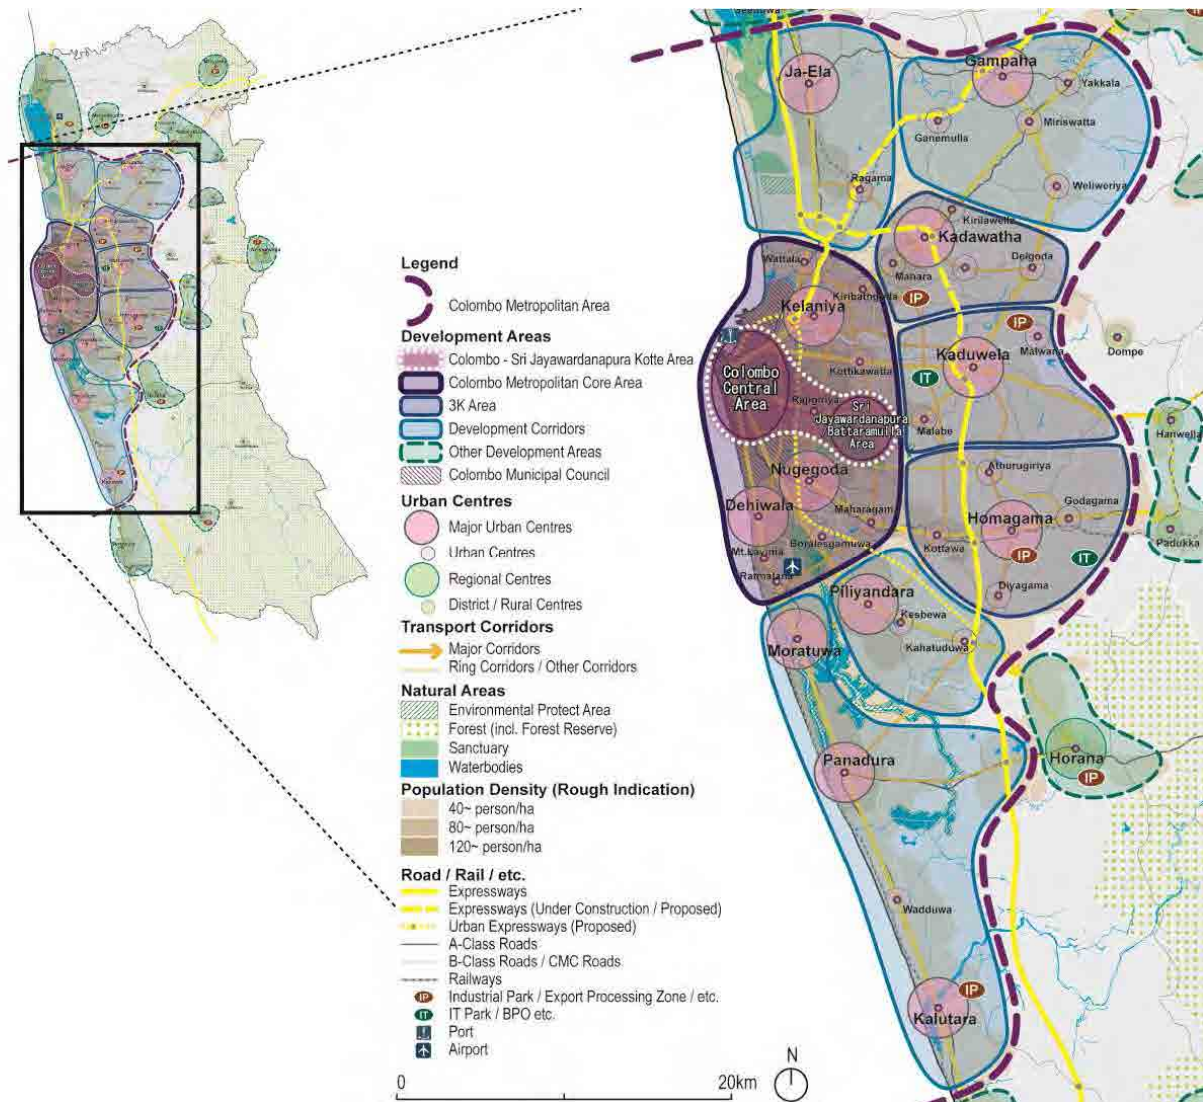 Legend
Colombo Metropolitan Area
Development Areas
Colombo - Sri Jayawardanapura Kotte Area
Colombo Metropolitan Core Area
3K Area
Development Corridors
Other Development Areas
Colombo Municipal Council
Urban Centres
Major Urban Centres
Urban Centres
Regional Centres
District / Rural Centres
Transport Corridors
Major Corridors
Ring Corridors / Other Corridors
Natural Areas
Environmental Protect Area
Forest (incl. Forest Reserve)
Sanctuary
Waterbodies
Population Density (Rough Indication)
40~ person/ha
80~ person/ha
120~ person/ha
Road / Rail / etc.
Expressways
Expressways (Under Construction / Proposed)
Urban Expressways (Proposed)
A-Class Roads
B-Class Roads / CMC Roads
Railways
IP Industrial Park / Export Processing Zone / etc.
IT IT Park / BPO etc.
Port
Airport
0
20km
N
Ja-Ela
Gampaha
Yakkala
Ganemulla
Miriswatta
Ragama
Weliweriya
Kirillawella
Kadawatha
Wattala
Mahara
Delgoda
Kiribathgoda
IP
Kelaniya
IP
Malwana
Dompe
Kaduwela
Kottikawatta
IT
Colombo
Central
Area
Rajigiriya
Sri
Jayawardanapura
Battaramulla
Area
Malabe
Hanwella
Nugegoda
Athurugiriya
Dehiwala
Maharagam
Godagama
Homagama
Kottawa
Boralesgamuwa
Padukka
Mt.Lavinia
IP
IT
Ratmalana
Diyagama
Piliyandara
Kesbewa
Kahatuduwa
Moratuwa
Horana
IP
Panadura
Wadduwa
IP
Kalutara